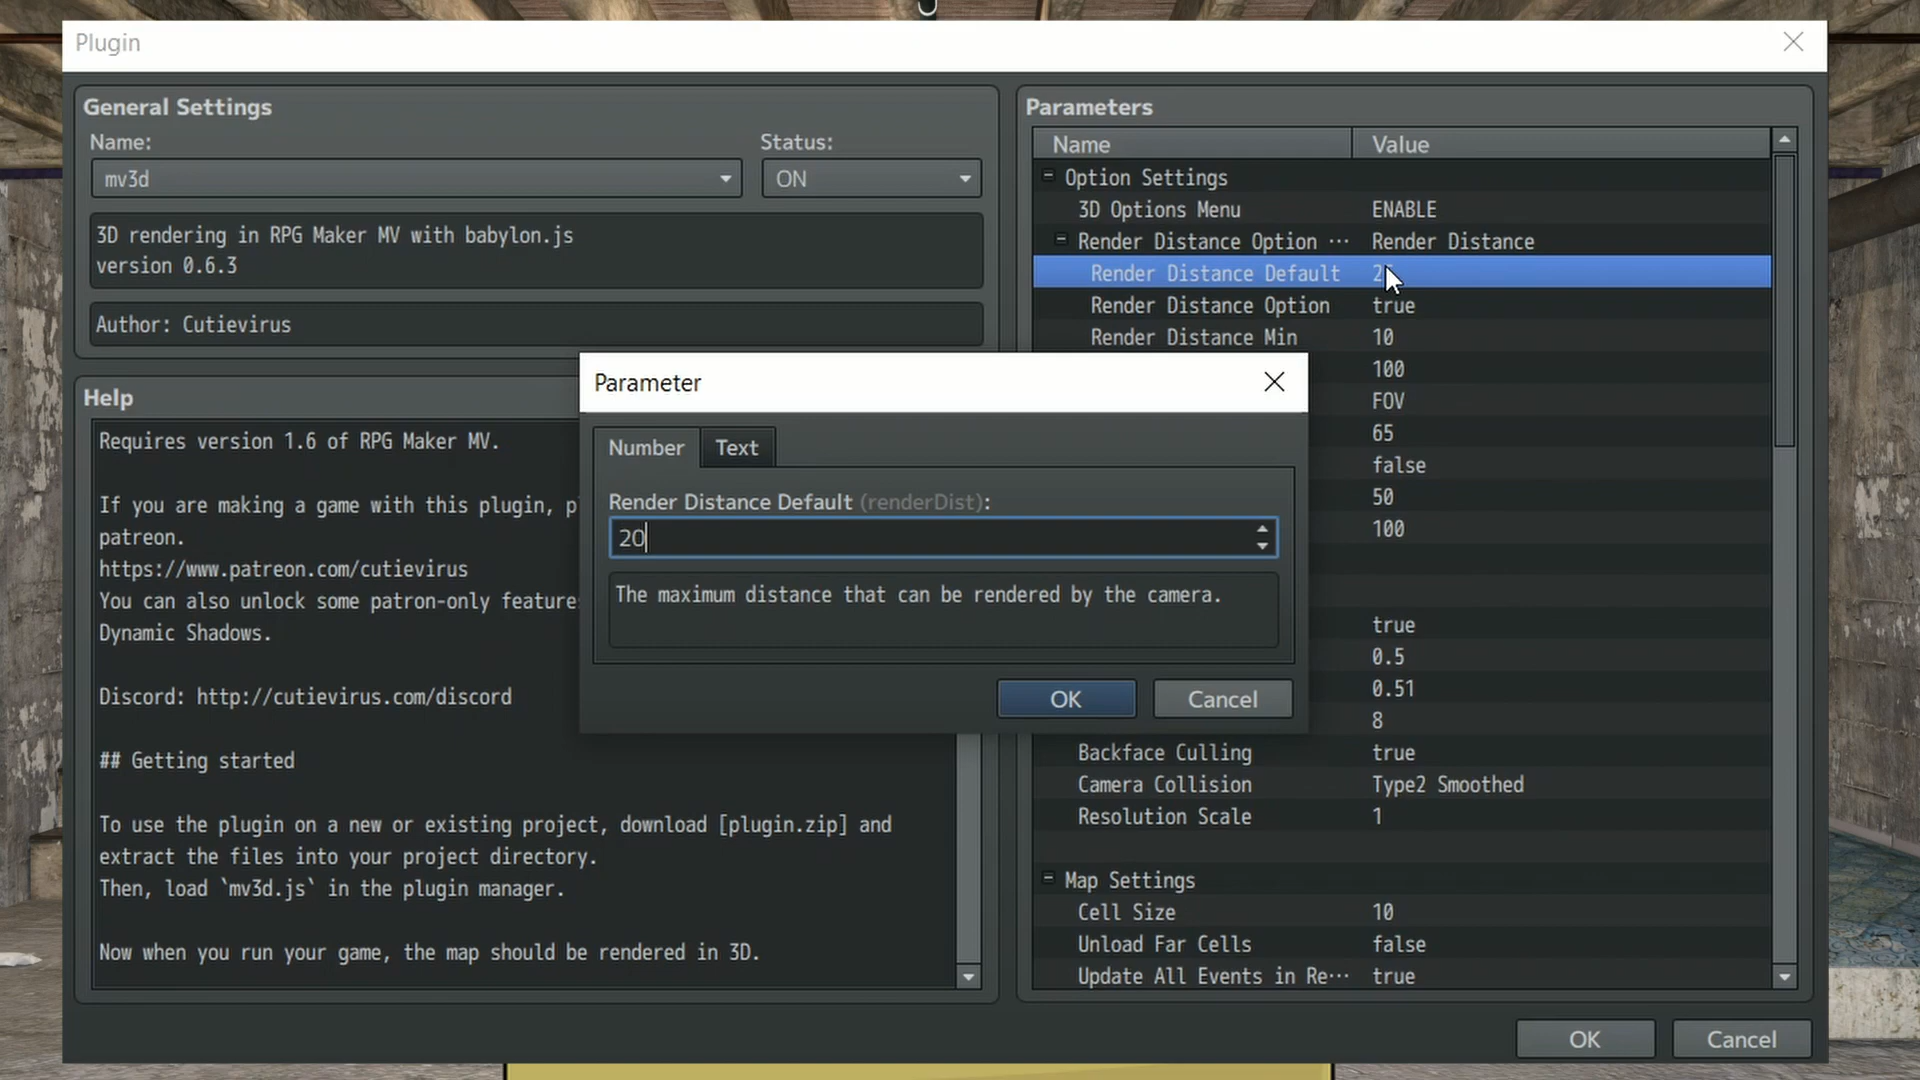 Plugin
General Settings
Name:
Status:
mv3d
ON
3D rendering in RPG Maker MV with babylon.js
version 0.6.3
Author: Cutievirus
Help
Requires version 1.6 of RPG Maker MV.
If you are making a game with this plugin,
patreon.
https://www.patreon.com/cutievirus
You can also unlock some patron-only
Dynamic Shadows.
Discord: http://cutievirus.com/discord
## Getting started
To use the plugin on a new or existing project, download [plugin.zip] and
extract the files into your project directory.
Then, load `mv3d.js` in the plugin manager.
Now when you run your game, the map should be rendered in 3D.
Parameters
Name Value
Option Settings
3D Options Menu ENABLE
Render Distance Option ··· Render Distance
Render Distance Default
Render Distance Option true
Render Distance Min 10
100
FOV
65
false
50
100
true
0.5
0.51
8
Backface Culling true
Camera Collision Type2 Smoothed
Resolution Scale 1
Map Settings
Cell Size 10
Unload Far Cells false
Update All Events in Re··· true
OK Cancel
Parameter
Number Text
Render Distance Default (renderDist):
20
The maximum distance that can be rendered by the camera.
OK Cancel